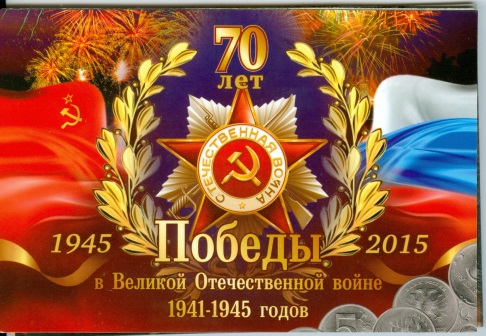 70
лет
ОТЕЧЕСТВЕННАЯ ВОЙНА
1945
Победы
2015
в Великой Отечественной войне
1941-1945 годов